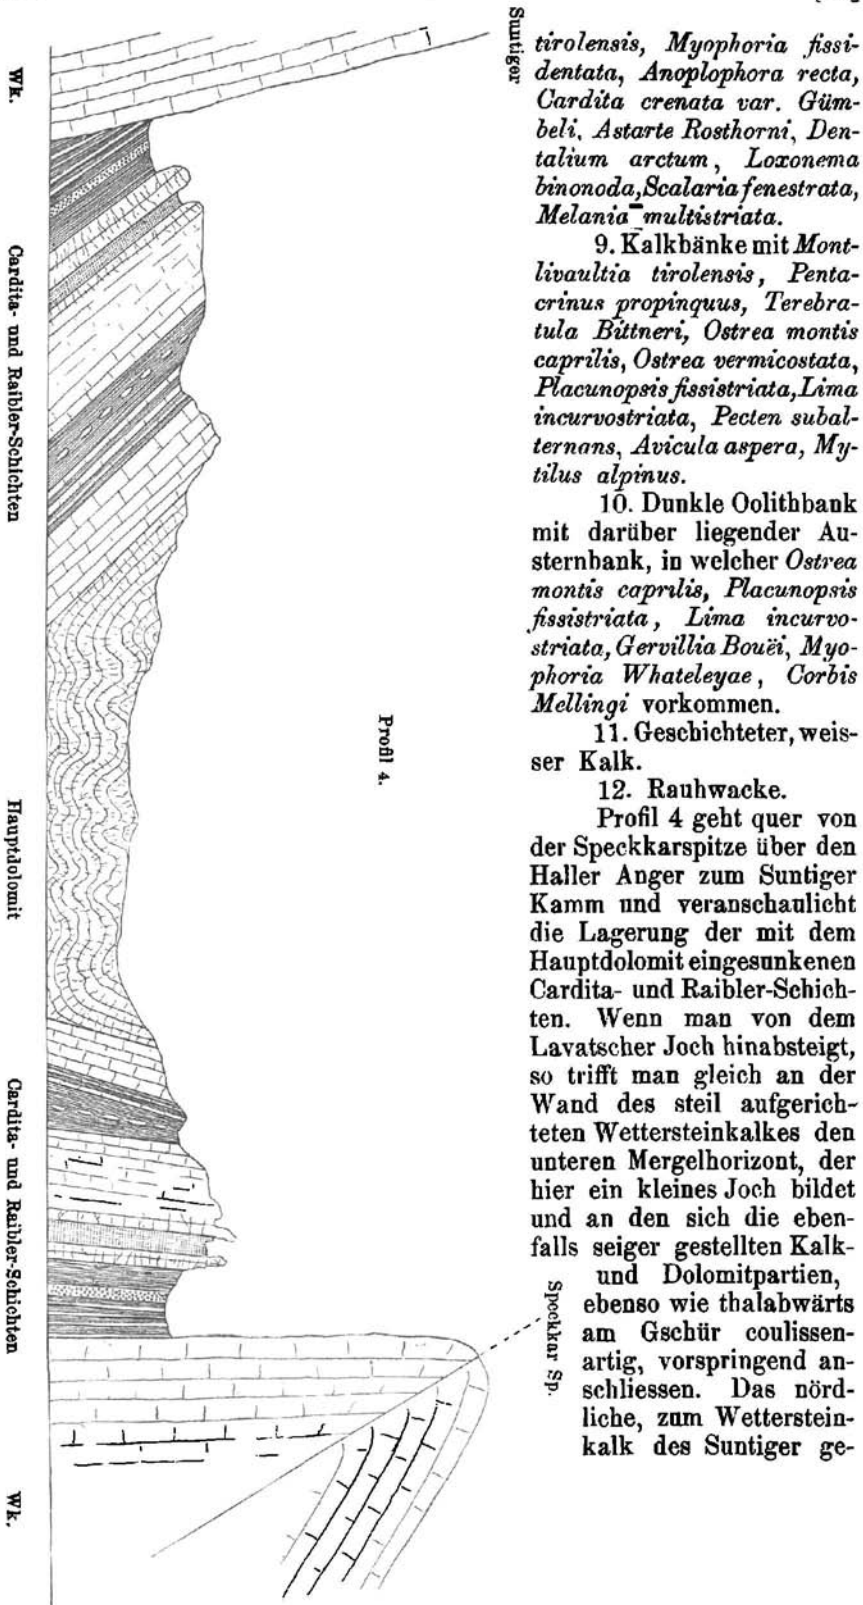 tirolensis, Myophoria fissi-
dentata, Anoplophora recta,
Cardita crenata var. Güm-
beli, Astarte Rosthorni, Den-
talium arctum, Loxonema
binonoda, Scalaria fenestrata,
Melania multistriata.
9. Kalkbänke mit Mont-
livaultia tirolensis, Penta-
crinus propinquus, Terebra-
tula Bittneri, Ostrea montis
caprilis, Ostrea vermicostata,
Placunopsis fissistriata, Lima
incurvostriata, Pecten subal-
ternans, Avicula aspera, My-
tilus alpinus.
10. Dunkle Oolithbank
mit darüber liegender Au-
sternbank, in welcher Ostrea
montis caprilis, Placunopsis
fissistriata, Lima incurvo-
striata, Gervillia Bouëi, Myo-
phoria Whateleyae, Corbis
Mellingi vorkommen.
11. Geschichteter, weis-
ser Kalk.
12. Rauhwacke.
Profil 4 geht quer von
der Speckkarspitze über den
Haller Anger zum Suntiger
Kamm und veranschaulicht
die Lagerung der mit dem
Hauptdolomit eingesunkenen
Cardita- und Raibler-Schich-
ten. Wenn man von dem
Lavatscher Joch hinabsteigt,
so trifft man gleich an der
Wand des steil aufgerich-
teten Wettersteinkalkes den
unteren Mergelhorizont, der
hier ein kleines Joch bildet
und an den sich die eben-
falls seiger gestellten Kalk-
und Dolomitpartien,
ebenso wie thalabwärts
am Gschür coulissen-
artig, vorspringend an-
schliessen. Das nörd-
liche, zum Wetterstein-
kalk des Suntiger ge-
Profil 4.
Suntiger
Speckkar Sp.
Wk.
Cardita- und Raibler-Schichten
Hauptdolomit
Cardita- und Raibler-Schichten
Wk.